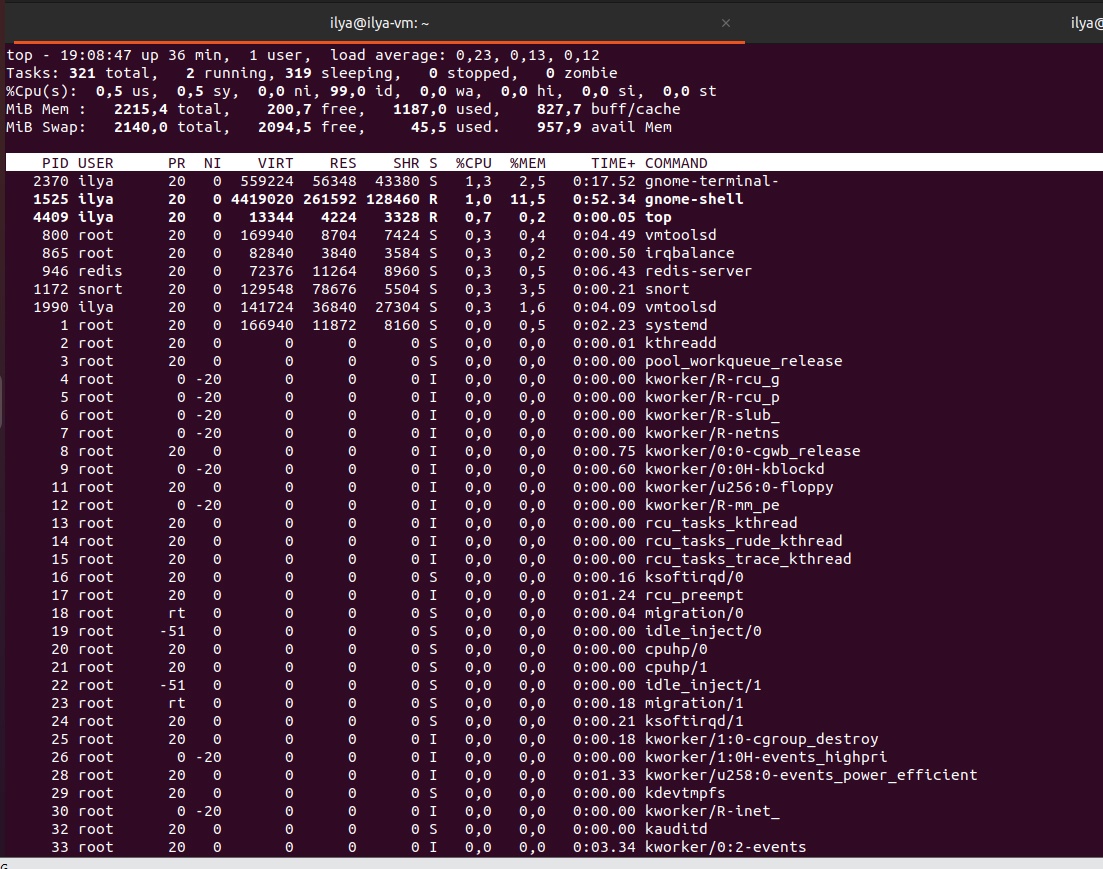 ilya@ilya-vm: ~ × ilya@
top - 19:08:47 up 36 min,  1 user,  load average: 0,23, 0,13, 0,12
Tasks: 321 total,   2 running, 319 sleeping,   0 stopped,   0 zombie
%Cpu(s):  0,5 us,  0,5 sy,  0,0 ni, 99,0 id,  0,0 wa,  0,0 hi,  0,0 si,  0,0 st
MiB Mem :   2215,4 total,    200,7 free,   1187,0 used,    827,7 buff/cache
MiB Swap:   2140,0 total,   2094,5 free,     45,5 used.    957,9 avail Mem
PID USER      PR  NI    VIRT    RES    SHR S  %CPU  %MEM     TIME+ COMMAND
2370 ilya      20   0  559224  56348  43380 S   1,3   2,5   0:17.52 gnome-terminal-
1525 ilya      20   0 4419020 261592 128460 R   1,0  11,5   0:52.34 gnome-shell
4409 ilya      20   0   13344   4224   3328 R   0,7   0,2   0:00.05 top
800 root      20   0  169940   8704   7424 S   0,3   0,4   0:04.49 vmtoolsd
865 root      20   0   82840   3840   3584 S   0,3   0,2   0:00.50 irqbalance
946 redis     20   0   72376  11264   8960 S   0,3   0,5   0:06.43 redis-server
1172 snort     20   0  129548  78676   5504 S   0,3   3,5   0:00.21 snort
1990 ilya      20   0  141724  36840  27304 S   0,3   1,6   0:04.09 vmtoolsd
1 root      20   0  166940  11872   8160 S   0,0   0,5   0:02.23 systemd
2 root      20   0       0      0      0 S   0,0   0,0   0:00.01 kthreadd
3 root      20   0       0      0      0 S   0,0   0,0   0:00.00 pool_workqueue_release
4 root       0 -20       0      0      0 I   0,0   0,0   0:00.00 kworker/R-rcu_g
5 root       0 -20       0      0      0 I   0,0   0,0   0:00.00 kworker/R-rcu_p
6 root       0 -20       0      0      0 I   0,0   0,0   0:00.00 kworker/R-slub_
7 root       0 -20       0      0      0 I   0,0   0,0   0:00.00 kworker/R-netns
8 root      20   0       0      0      0 I   0,0   0,0   0:00.75 kworker/0:0-cgwb_release
9 root       0 -20       0      0      0 I   0,0   0,0   0:00.60 kworker/0:0H-kblockd
11 root      20   0       0      0      0 I   0,0   0,0   0:00.00 kworker/u256:0-floppy
12 root       0 -20       0      0      0 I   0,0   0,0   0:00.00 kworker/R-mm_pe
13 root      20   0       0      0      0 I   0,0   0,0   0:00.00 rcu_tasks_kthread
14 root      20   0       0      0      0 I   0,0   0,0   0:00.00 rcu_tasks_rude_kthread
15 root      20   0       0      0      0 I   0,0   0,0   0:00.00 rcu_tasks_trace_kthread
16 root      20   0       0      0      0 S   0,0   0,0   0:00.16 ksoftirqd/0
17 root      20   0       0      0      0 I   0,0   0,0   0:01.24 rcu_preempt
18 root      rt   0       0      0      0 S   0,0   0,0   0:00.04 migration/0
19 root     -51   0       0      0      0 S   0,0   0,0   0:00.00 idle_inject/0
20 root      20   0       0      0      0 S   0,0   0,0   0:00.00 cpuhp/0
21 root      20   0       0      0      0 S   0,0   0,0   0:00.00 cpuhp/1
22 root     -51   0       0      0      0 S   0,0   0,0   0:00.00 idle_inject/1
23 root      rt   0       0      0      0 S   0,0   0,0   0:00.18 migration/1
24 root      20   0       0      0      0 S   0,0   0,0   0:00.21 ksoftirqd/1
25 root      20   0       0      0      0 I   0,0   0,0   0:00.18 kworker/1:0-cgroup_destroy
26 root       0 -20       0      0      0 I   0,0   0,0   0:00.00 kworker/1:0H-events_highpri
28 root      20   0       0      0      0 I   0,0   0,0   0:01.33 kworker/u258:0-events_power_efficient
29 root      20   0       0      0      0 S   0,0   0,0   0:00.00 kdevtmpfs
30 root       0 -20       0      0      0 I   0,0   0,0   0:00.00 kworker/R-inet_
32 root      20   0       0      0      0 S   0,0   0,0   0:00.00 kauditd
33 root      20   0       0      0      0 I   0,0   0,0   0:03.34 kworker/0:2-events